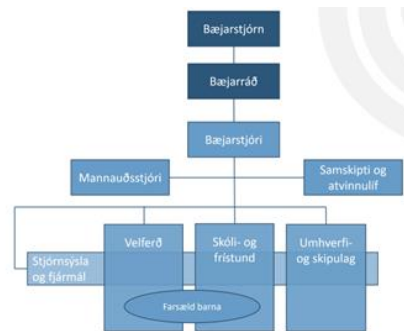 Bæjarstjórn
Bæjarráð
Bæjarstjóri
Mannauðsstjóri
Samskipti og
atvinnulíf
Stjórnsýsla
og fjármál
Velferð
Skóli- og
frístund
Umhverfi-
og skipulag
Farsæld barna